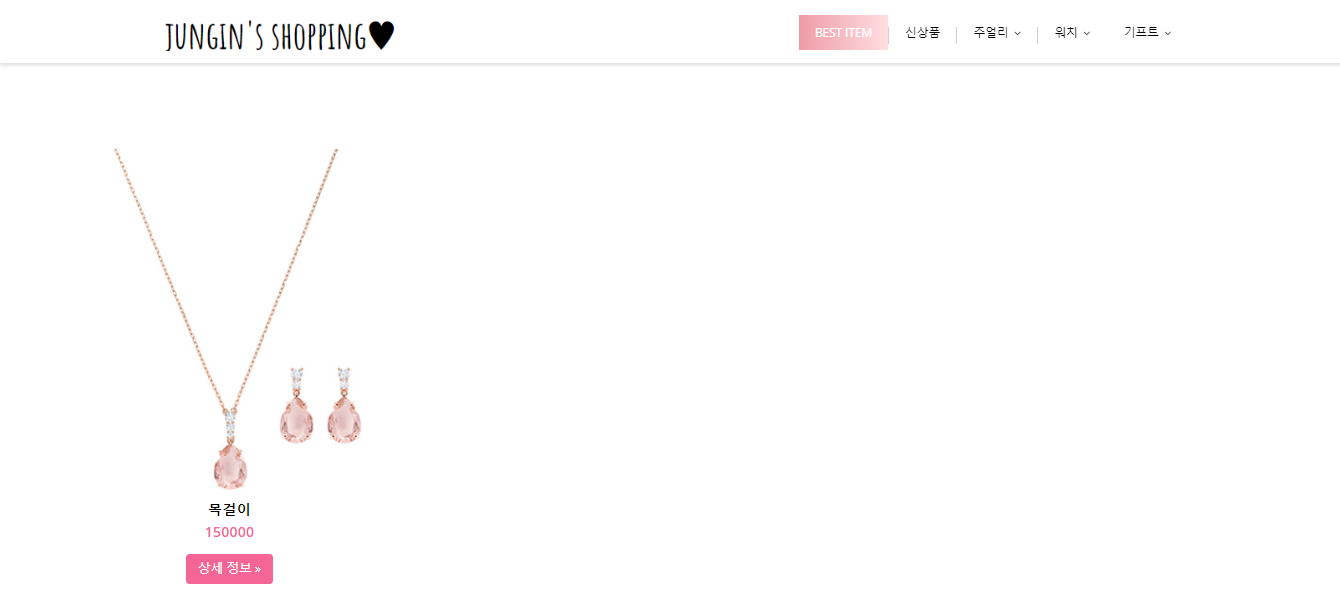 JUNGIN'S SHOPPING♥
BEST ITEM 신상품 주얼리 워치 기프트
목걸이
150000
상세 정보 »